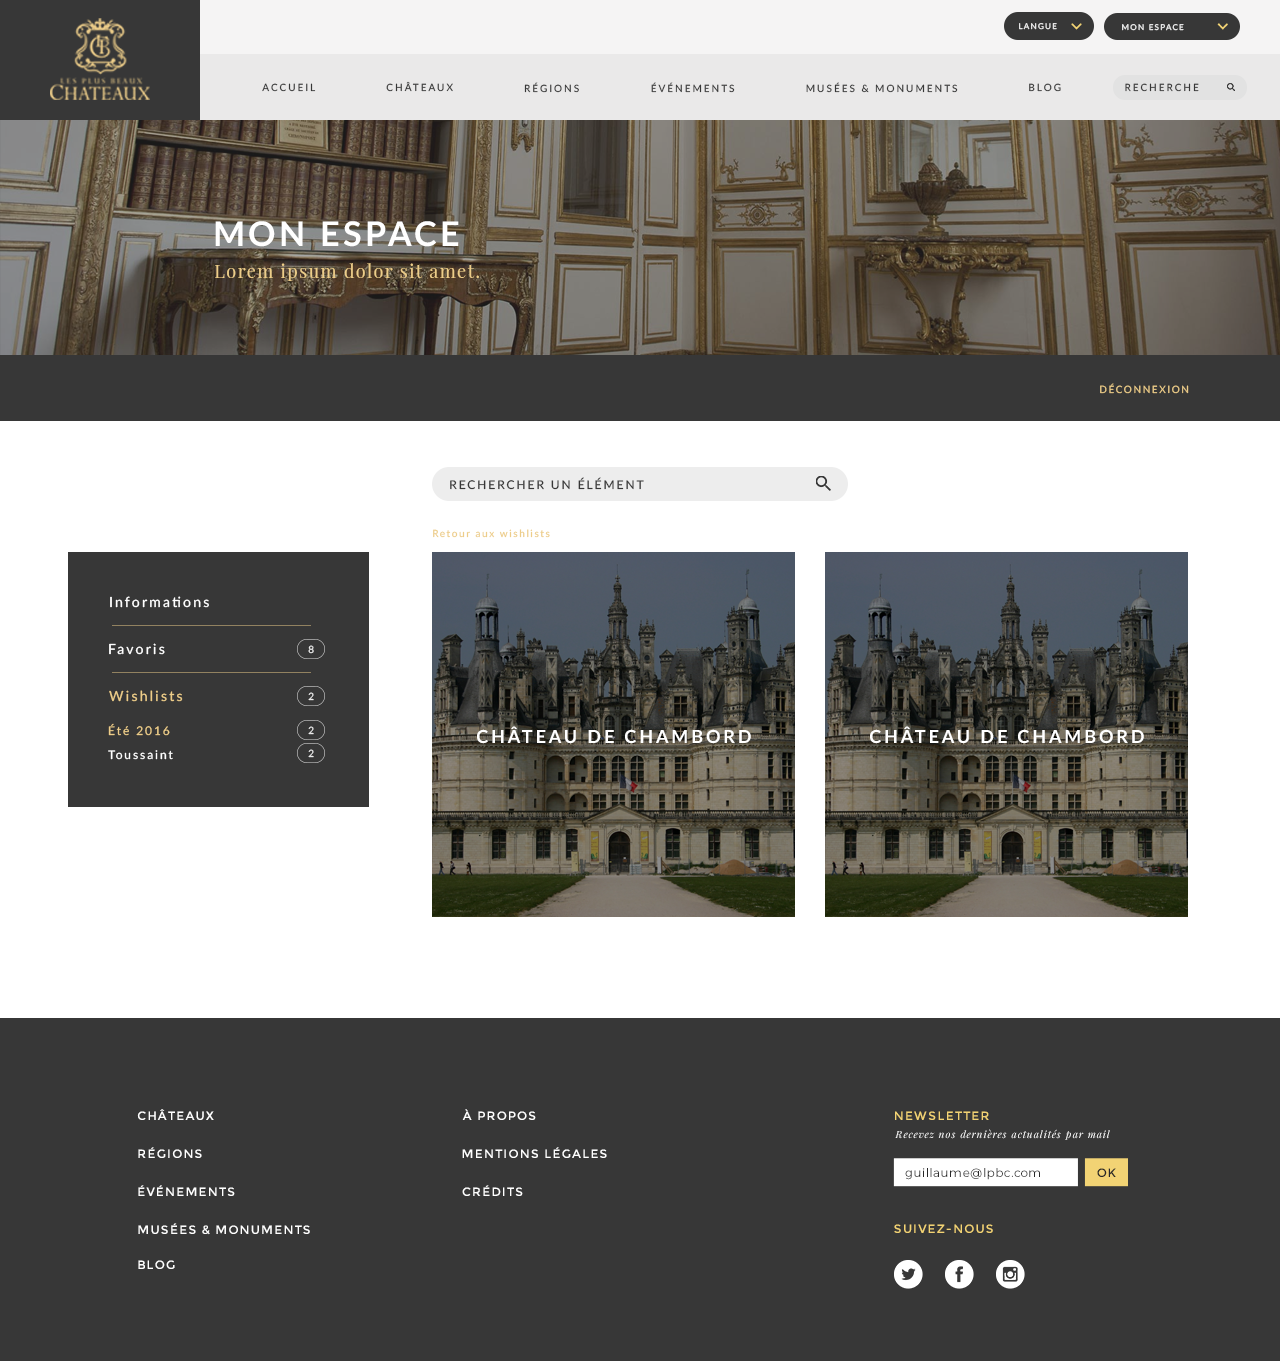 LES PLUS BEAUX
CHATEAUX
LANGUE
MON ESPACE
ACCUEIL
CHÂTEAUX
RÉGIONS
ÉVÉNEMENTS
MUSÉES & MONUMENTS
BLOG
RECHERCHE
MON ESPACE
Lorem ipsum dolor sit amet.
DÉCONNEXION
RECHERCHER UN ÉLÉMENT
Retour aux wishlists
Informations
Favoris 8
Wishlists 2
Été 2016 2
Toussaint 2
CHÂTEAU DE CHAMBORD
CHÂTEAU DE CHAMBORD
CHÂTEAUX
RÉGIONS
ÉVÉNEMENTS
MUSÉES & MONUMENTS
BLOG
À PROPOS
MENTIONS LÉGALES
CRÉDITS
NEWSLETTER
Recevez nos dernières actualités par mail
guillaume@lpbc.com OK
SUIVEZ-NOUS